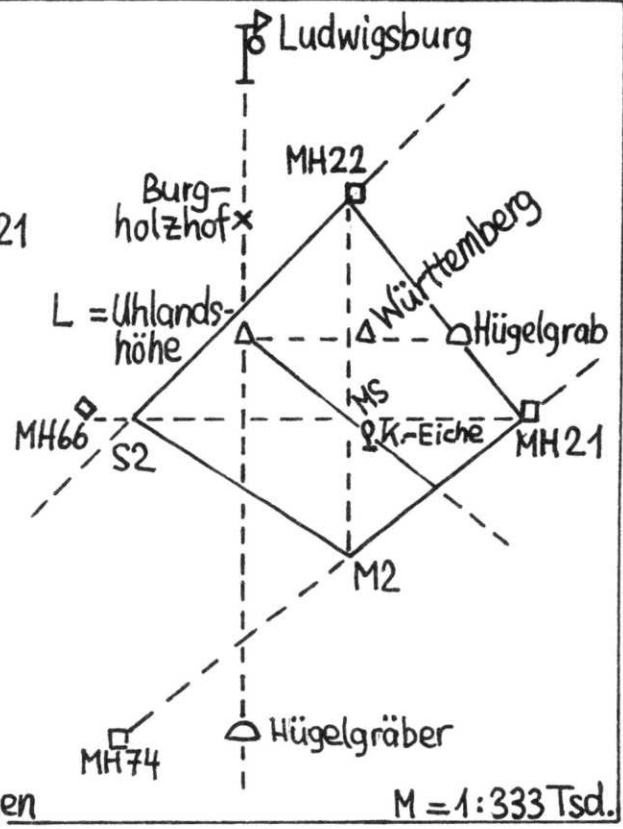 Ludwigsburg
MH22
Burg-
holzhof
21
Württemberg
L = Uhlands-
höhe
Hügelgrab
MS
K.-Eiche
MH66
S2
MH21
M2
Hügelgräber
MH74
en
M = 1:333 Tsd.